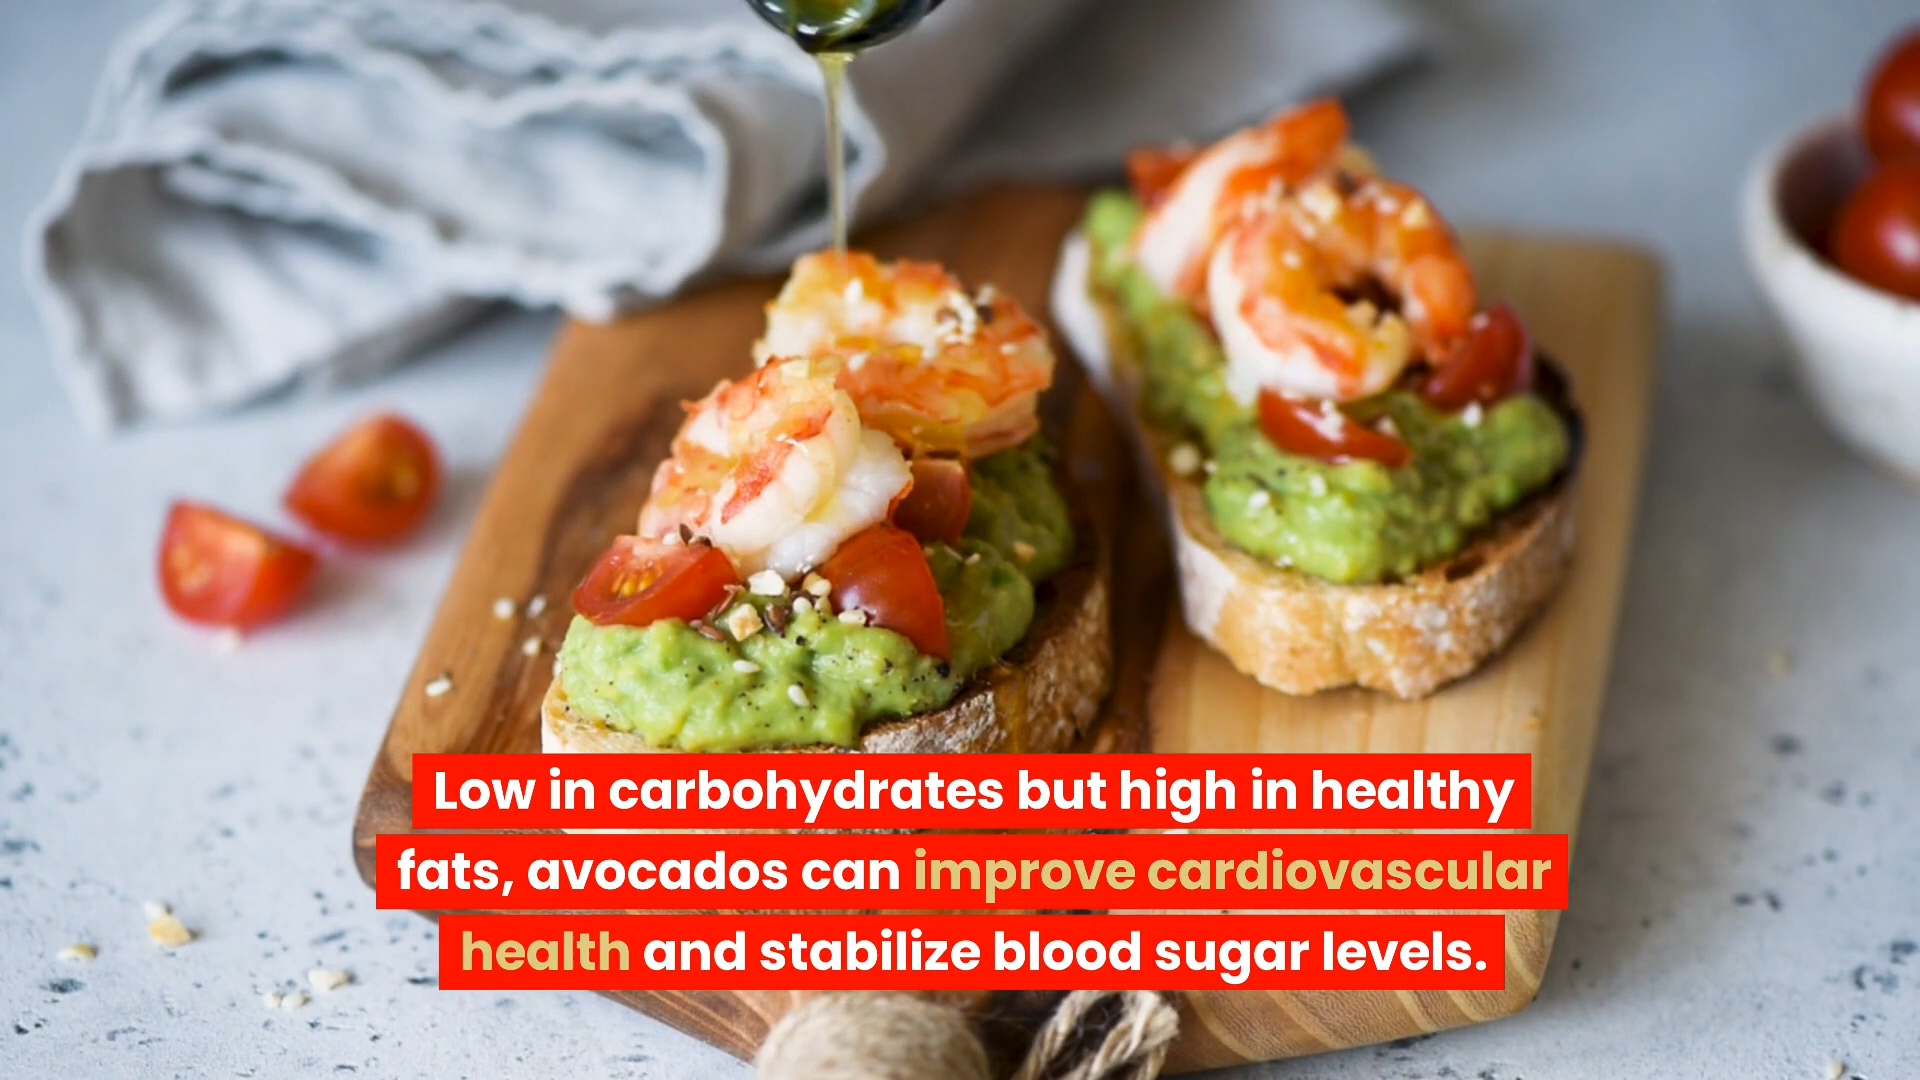 Low in carbohydrates but high in healthy
fats, avocados can improve cardiovascular
health and stabilize blood sugar levels.